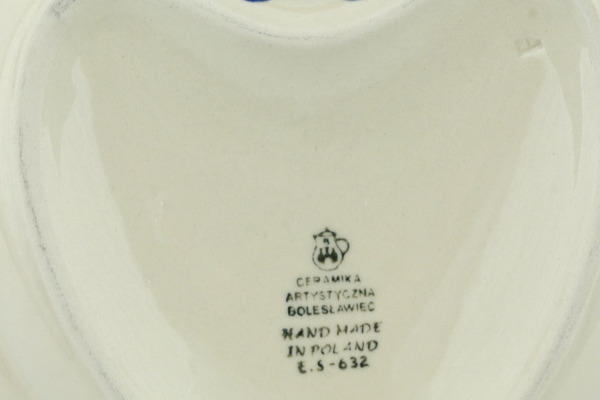 CERAMIKA
ARTYSTYCZNA
BOLESŁAWIEC
HAND MADE
IN POLAND
E.S-632